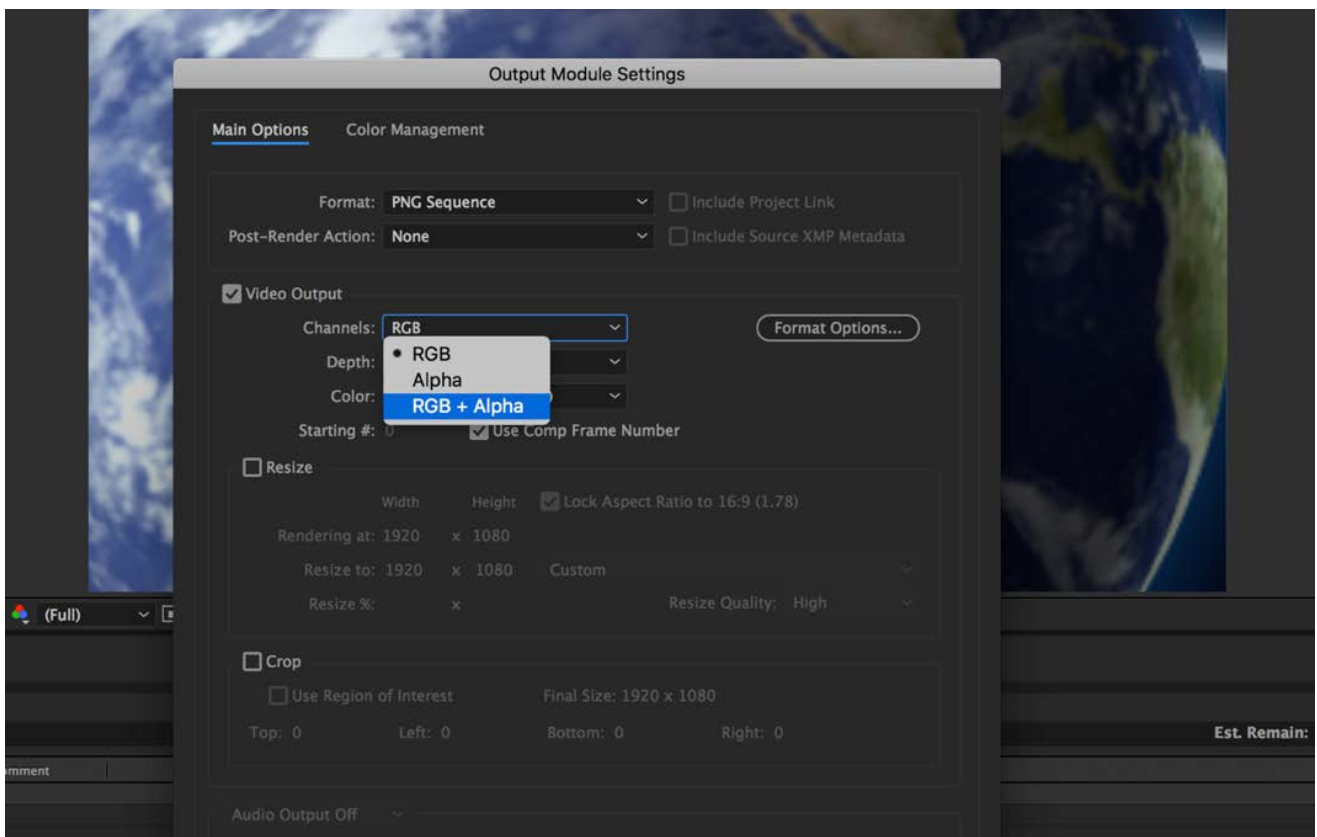 Output Module Settings
Main Options Color Management
Format: PNG Sequence Include Project Link
Post-Render Action: None Include Source XMP Metadata
Video Output
Channels: RGB Format Options...
RGB
Depth:
Alpha
Color:
RGB + Alpha
Starting #: 0 Use Comp Frame Number
Resize
Width Height Lock Aspect Ratio to 16:9 (1.78)
Rendering at: 1920 x 1080
Resize to: 1920 x 1080 Custom
Resize %: x Resize Quality: High
(Full)
Crop
Use Region of Interest Final Size: 1920 x 1080
Top: 0 Left: 0 Bottom: 0 Right: 0
Est. Remain:
omment
Audio Output Off